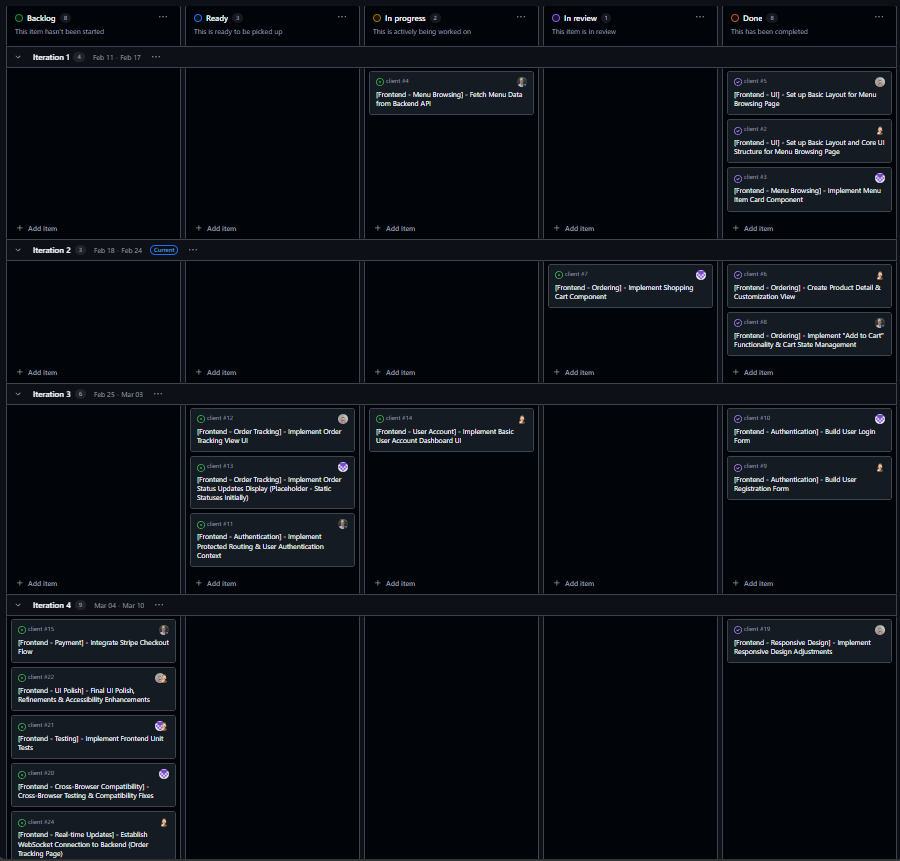 Backlog 8
This item hasn't been started
Ready 3
This is ready to be picked up
In progress 2
This is actively being worked on
In review 1
This item is in review
Done 8
This has been completed
Iteration 1 4 Feb 11 - Feb 17
client #4
[Frontend - Menu Browsing] - Fetch Menu Data
from Backend API
client #5
[Frontend - UI] - Set up Basic Layout for Menu
Browsing Page
client #2
[Frontend - UI] - Set up Basic Layout and Core UI
Structure for Menu Browsing Page
client #3
[Frontend - Menu Browsing] - Implement Menu
Item Card Component
+ Add item
+ Add item
+ Add item
+ Add item
+ Add item
Iteration 2 3 Feb 18 - Feb 24 Current
client #7
[Frontend - Ordering] - Implement Shopping
Cart Component
client #6
[Frontend - Ordering] - Create Product Detail &
Customization View
client #8
[Frontend - Ordering] - Implement "Add to Cart"
Functionality & Cart State Management
+ Add item
+ Add item
+ Add item
+ Add item
+ Add item
Iteration 3 6 Feb 25 - Mar 03
client #12
[Frontend - Order Tracking] - Implement Order
Tracking View UI
client #13
[Frontend - Order Tracking] - Implement Order
Status Updates Display (Placeholder - Static
Statuses Initially)
client #11
[Frontend - Authentication] - Implement
Protected Routing & User Authentication
Context
client #14
[Frontend - User Account] - Implement Basic
User Account Dashboard UI
client #10
[Frontend - Authentication] - Build User Login
Form
client #9
[Frontend - Authentication] - Build User
Registration Form
+ Add item
+ Add item
+ Add item
+ Add item
+ Add item
Iteration 4 9 Mar 04 - Mar 10
client #15
[Frontend - Payment] - Integrate Stripe Checkout
Flow
client #22
[Frontend - UI Polish] - Final UI Polish,
Refinements & Accessibility Enhancements
client #21
[Frontend - Testing] - Implement Frontend Unit
Tests
client #20
[Frontend - Cross-Browser Compatibility] -
Cross-Browser Testing & Compatibility Fixes
client #24
[Frontend - Real-time Updates] - Establish
WebSocket Connection to Backend (Order
Tracking Page)
client #19
[Frontend - Responsive Design] - Implement
Responsive Design Adjustments